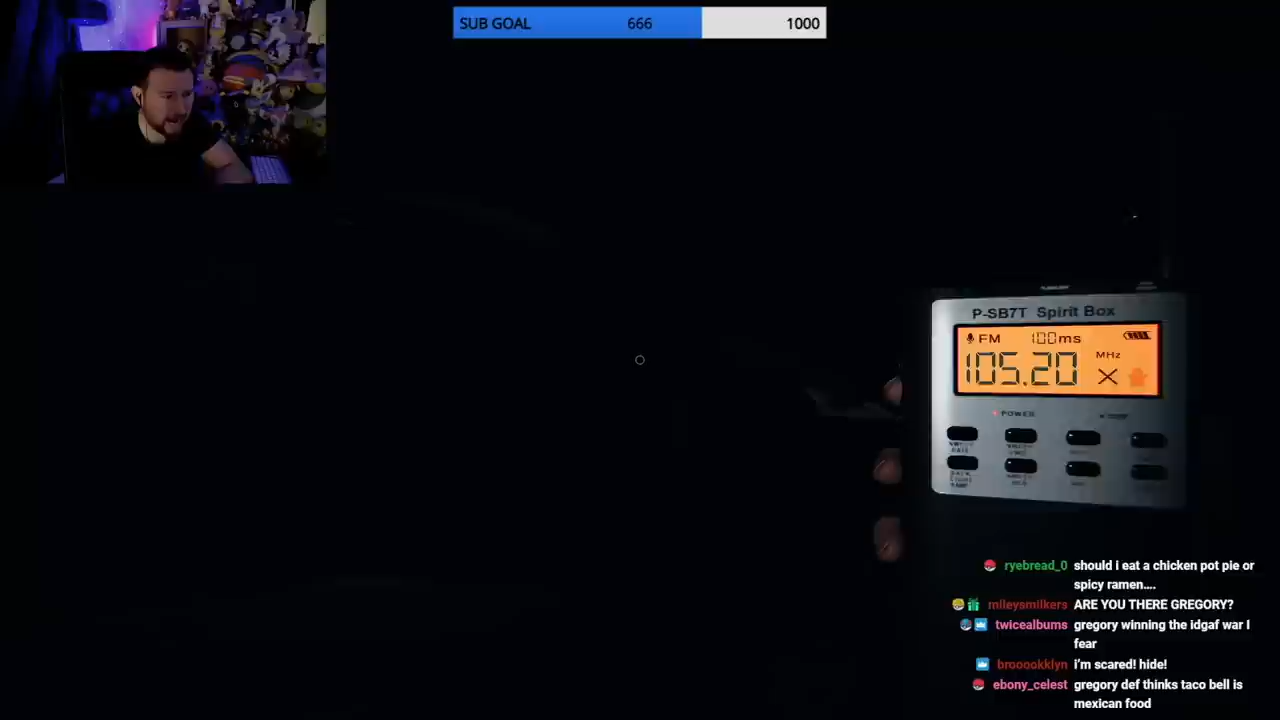 SUB GOAL 666 1000
P-SB7T Spirit Box
FM 100ms
105.20 MHz
POWER
ryebread_0 should i eat a chicken pot pie or
spicy ramen....
mileysmilkers ARE YOU THERE GREGORY?
twicealbums gregory winning the idgaf war I
fear
brooookklyn i'm scared! hide!
ebony_celest gregory def thinks taco bell is
mexican food